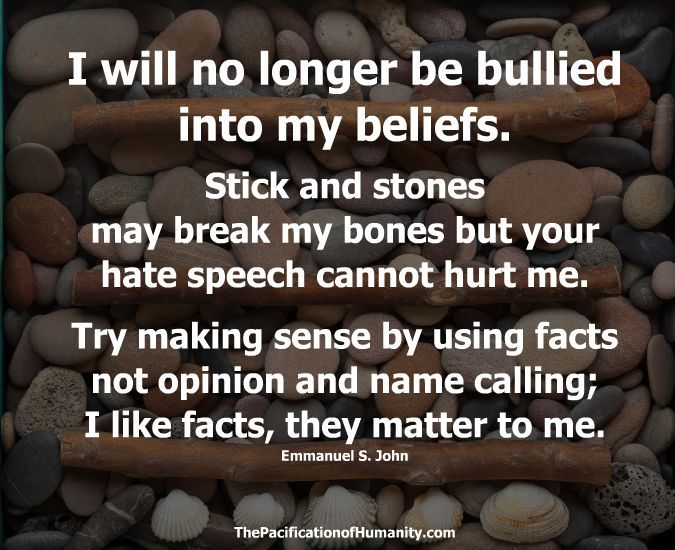 I will no longer be bullied
into my beliefs.
Stick and stones
may break my bones but your
hate speech cannot hurt me.
Try making sense by using facts
not opinion and name calling;
I like facts, they matter to me.
Emmanuel S. John
ThePacificationofHumanity.com